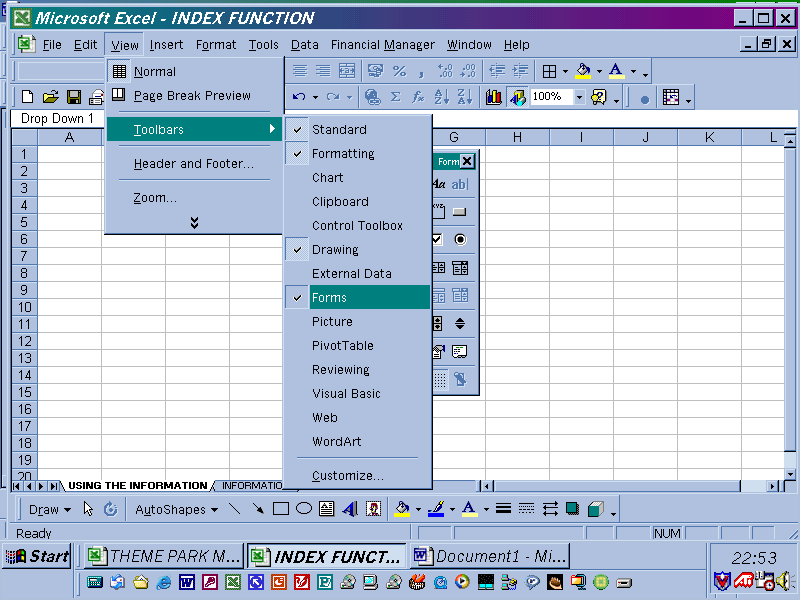 Microsoft Excel - INDEX FUNCTION
File Edit View Insert Format Tools Data Financial Manager Window Help
Normal
Page Break Preview
Toolbars
Header and Footer...
Zoom...
Standard
Formatting
Chart
Clipboard
Control Toolbox
Drawing
External Data
Forms
Picture
PivotTable
Reviewing
Visual Basic
Web
WordArt
Customize...
100%
Drop Down 1
A G H I J K L
Form
Aa ab|
1
2
3
4
5
6
7
8
9
10
11
12
13
14
15
16
17
18
19
20
USING THE INFORMATION INFORMATIO
Draw AutoShapes
Ready NUM
Start THEME PARK M... INDEX FUNCT... Document1 - Mi... 22:53